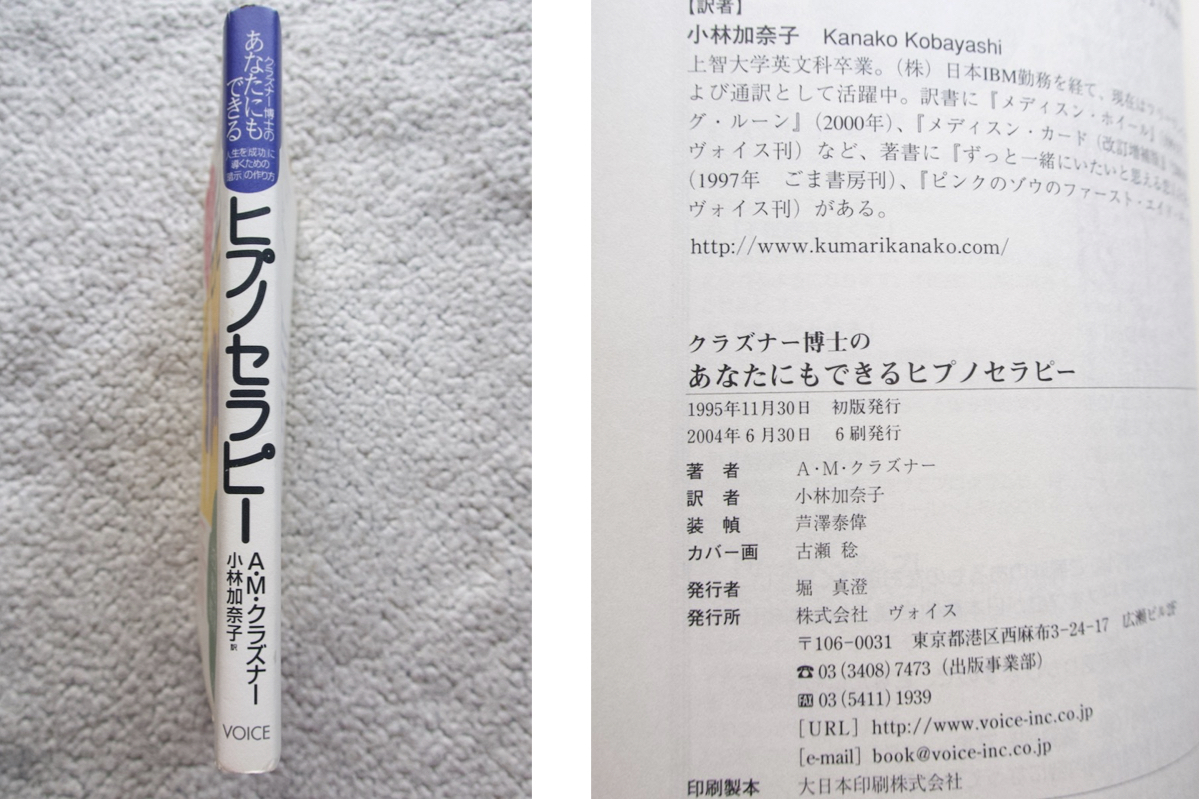 クラズナー博士の
あなたにもできる
「人生を成功」に
導くための
「暗示」の作り方
ヒプノセラピー
A・M・クラズナー
小林加奈子 訳
VOICE
【訳者】
小林加奈子 Kanako Kobayashi
上智大学英文科卒業。(株)日本IBM勤務を経て、現在は
よび通訳として活躍中。訳書に『メディスン・ホイール』
グ・ルーン』(2000年)、『メディスン・カード(改訂増補版)』
ヴォイス刊)など、著書に『ずっと一緒にいたいと思える
(1997年 ごま書房刊)、『ピンクのゾウのファースト・エイド
ヴォイス刊)がある。
http://www.kumarikanako.com/
クラズナー博士の
あなたにもできるヒプノセラピー
1995年11月30日 初版発行
2004年6月30日 6刷発行
著 者 A・M・クラズナー
訳 者 小林加奈子
装 幀 芦澤泰偉
カバー画 古瀬 稔
発行者 堀 真澄
発行所 株式会社 ヴォイス
〒106-0031 東京都港区西麻布3-24-17 広瀬ビル2F
☎03(3408)7473(出版事業部)
FAX 03(5411)1939
[URL] http://www.voice-inc.co.jp
[e-mail] book@voice-inc.co.jp
印刷製本 大日本印刷株式会社